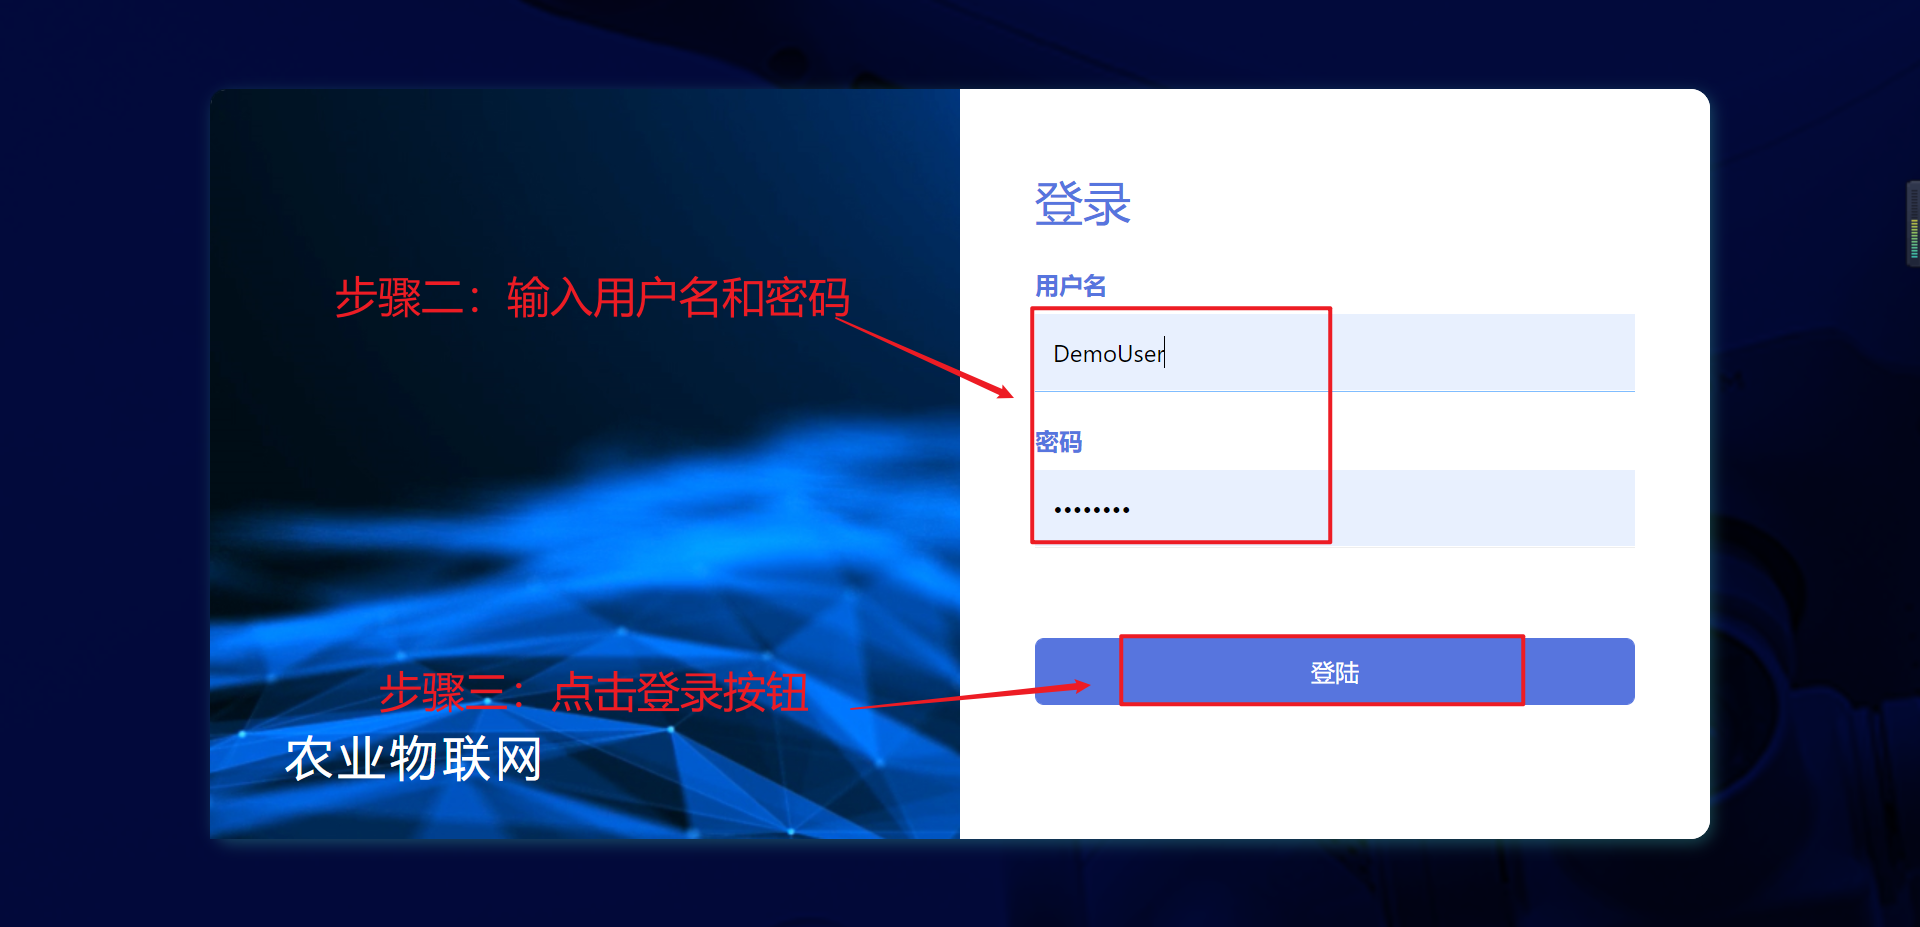 登录
步骤二：输入用户名和密码
用户名
DemoUser
密码
••••••••
步骤三：点击登录按钮
登陆
农业物联网